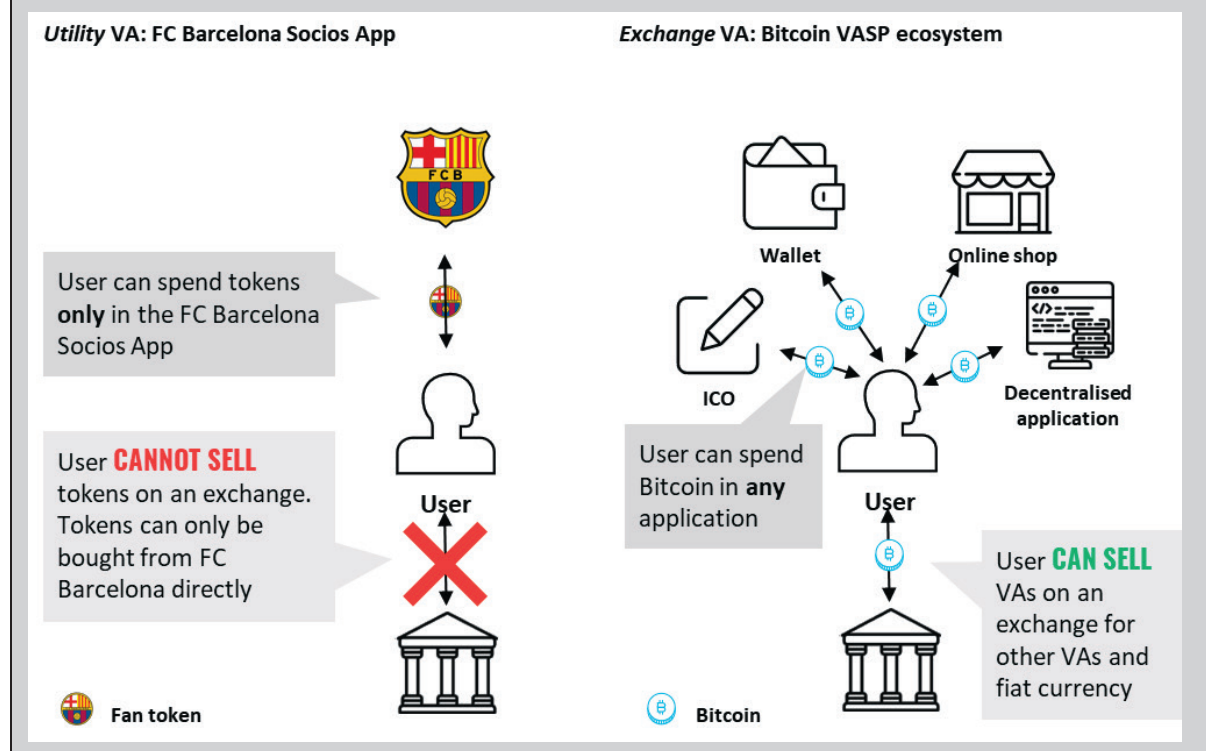 Utility VA: FC Barcelona Socios App
FCB
User can spend tokens
only in the FC Barcelona
Socios App
User CANNOT SELL
tokens on an exchange.
Tokens can only be
bought from FC
Barcelona directly
User
Fan token
Exchange VA: Bitcoin VASP ecosystem
Wallet
Online shop
ICO
</>
Decentralised
application
User can spend
Bitcoin in any
application
User
User CAN SELL
VAs on an
exchange for
other VAs and
fiat currency
Bitcoin